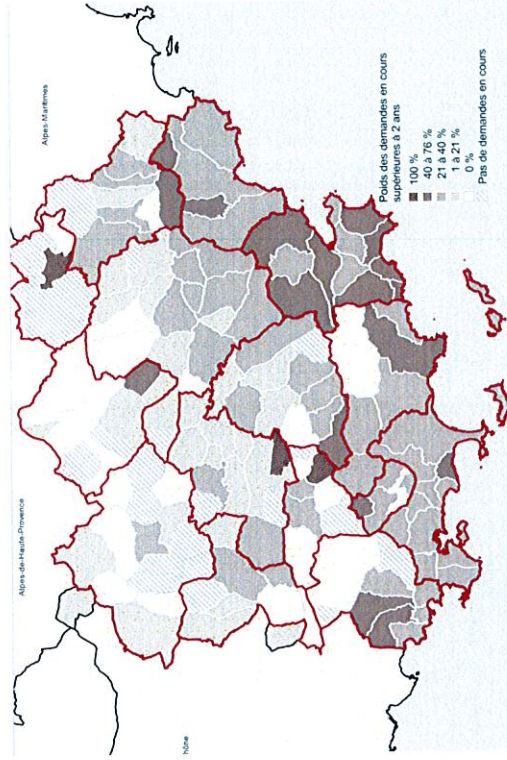 Alpes-de-Haute-Provence
Alpes-Maritimes
hône
Poids des demandes en cours
supérieures à 2 ans
100 %
40 à 76 %
21 à 40 %
1 à 21 %
0 %
Pas de demandes en cours